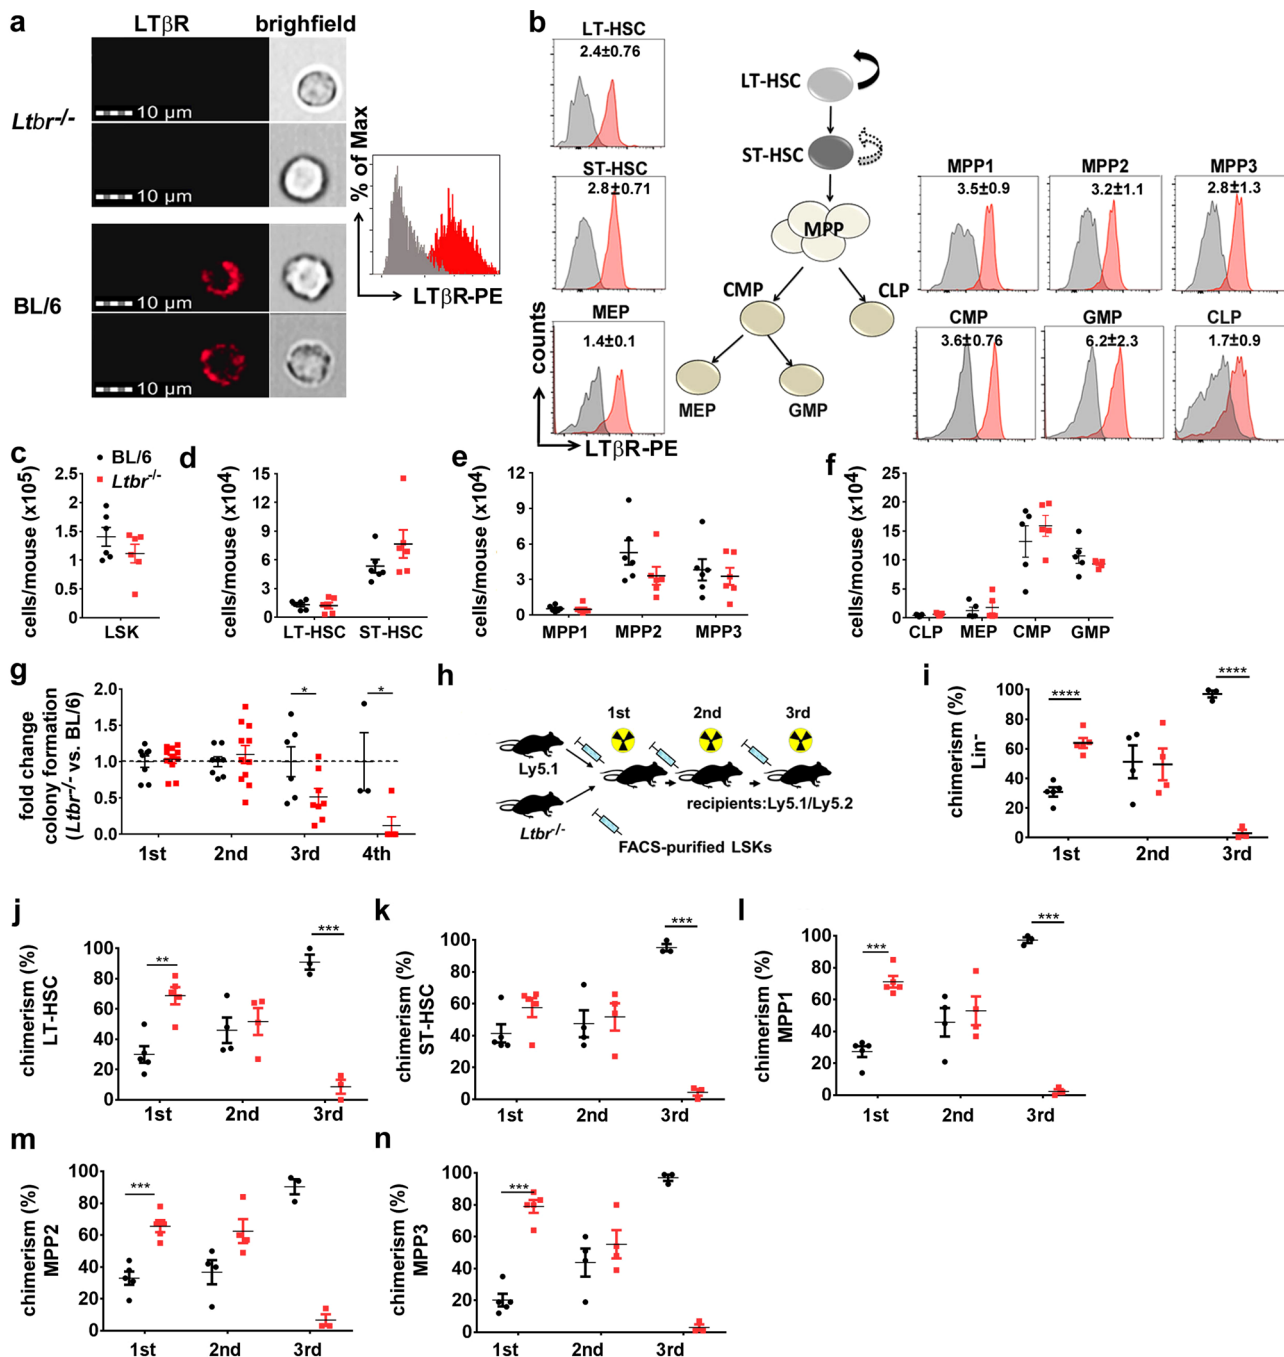 a
LTβR
brighfield
Ltbr-/-
10 µm
10 µm
BL/6
10 µm
10 µm
% of Max
LTβR-PE
b
LT-HSC
2.4±0.76
ST-HSC
2.8±0.71
MEP
1.4±0.1
counts
LTβR-PE
LT-HSC
ST-HSC
MPP
CMP
CLP
MEP
GMP
MPP1
3.5±0.9
MPP2
3.2±1.1
MPP3
2.8±1.3
CMP
3.6±0.76
GMP
6.2±2.3
CLP
1.7±0.9
c
BL/6
Ltbr-/-
cells/mouse (x105)
2.5
2
1.5
1
0.5
0
LSK
d
cells/mouse (x104)
15
12
9
6
3
0
LT-HSC ST-HSC
e
cells/mouse (x104)
12
9
6
3
0
MPP1 MPP2 MPP3
f
cells/mouse (x104)
25
20
15
10
5
0
CLP MEP CMP GMP
g
fold change
colony formation
(Ltbr-/- vs. BL/6)
2.0
1.5
1.0
0.5
0.0
* *
1st 2nd 3rd 4th
h
1st 2nd 3rd
Ly5.1
Ltbr-/-
recipients:Ly5.1//Ly5.2
FACS-purified LSKs
i
chimerism (%)
Lin-
100
80
60
40
20
0
**** ****
1st 2nd 3rd
j
chimerism (%)
LT-HSC
100
80
60
40
20
0
** ***
1st 2nd 3rd
k
chimerism (%)
ST-HSC
100
80
60
40
20
0
***
1st 2nd 3rd
l
chimerism (%)
MPP1
100
80
60
40
20
0
*** ***
1st 2nd 3rd
m
chimerism (%)
MPP2
100
80
60
40
20
0
***
1st 2nd 3rd
n
chimerism (%)
MPP3
100
80
60
40
20
0
***
1st 2nd 3rd